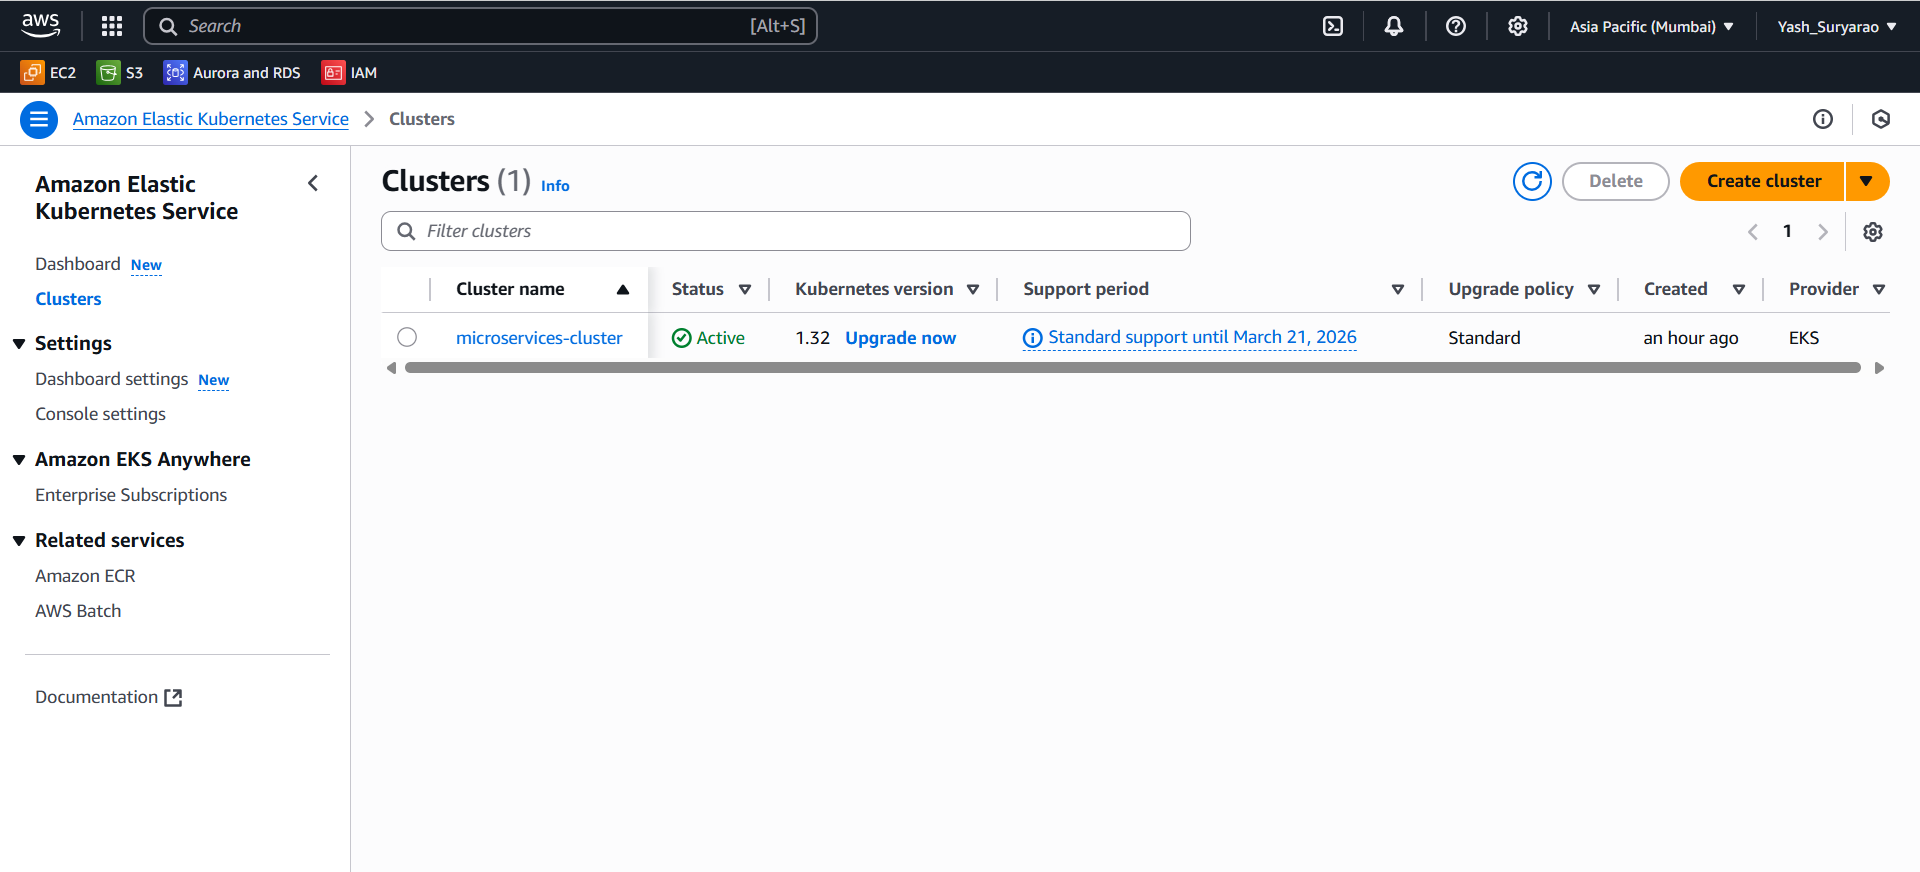 aws
Search [Alt+S]
Asia Pacific (Mumbai) Yash_Suryarao
EC2 S3 Aurora and RDS IAM
Amazon Elastic Kubernetes Service Clusters
Amazon Elastic
Kubernetes Service
Dashboard New
Clusters
Settings
Dashboard settings New
Console settings
Amazon EKS Anywhere
Enterprise Subscriptions
Related services
Amazon ECR
AWS Batch
Documentation
Clusters (1) Info
Delete Create cluster
Filter clusters
1
Cluster name Status Kubernetes version Support period Upgrade policy Created Provider
microservices-cluster Active 1.32 Upgrade now Standard support until March 21, 2026 Standard an hour ago EKS